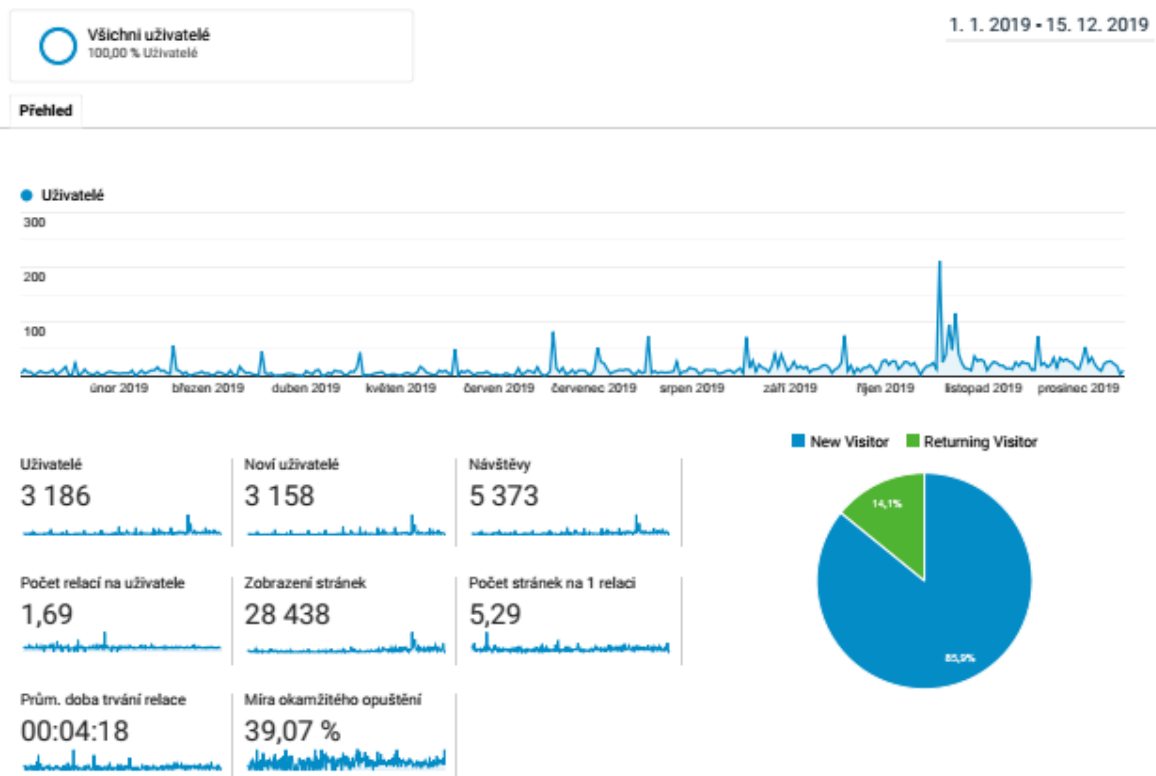 Všichni uživatelé
100,00 % Uživatelé
1. 1. 2019 - 15. 12. 2019
Přehled
Uživatelé
300
200
100
únor 2019 březen 2019 duben 2019 květen 2019 červen 2019 červenec 2019 srpen 2019 září 2019 říjen 2019 listopad 2019 prosinec 2019
New Visitor Returning Visitor
Uživatelé Noví uživatelé Návštěvy
3 186 3 158 5 373
14,1%
85,9%
Počet relací na uživatele Zobrazení stránek Počet stránek na 1 relaci
1,69 28 438 5,29
Prům. doba trvání relace Míra okamžitého opuštění
00:04:18 39,07 %